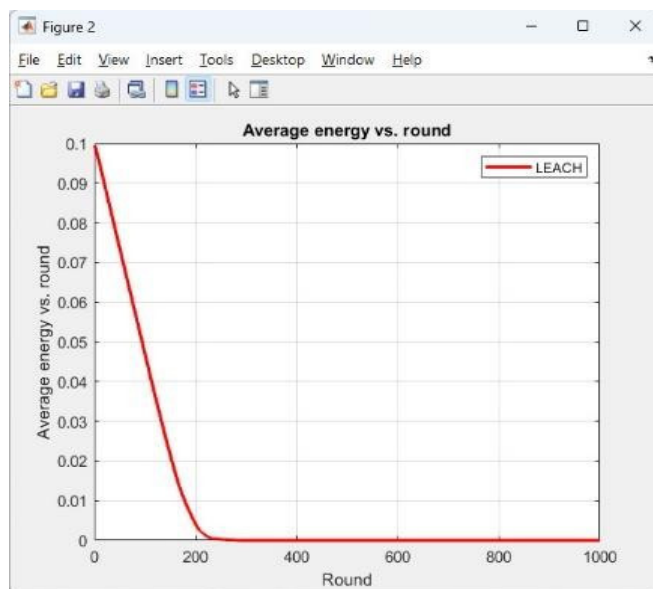 Figure 2
File Edit View Insert Tools Desktop Window Help
Average energy vs. round
LEACH
Average energy vs. round
0.1
0.09
0.08
0.07
0.06
0.05
0.04
0.03
0.02
0.01
0
0 200 400 600 800 1000
Round